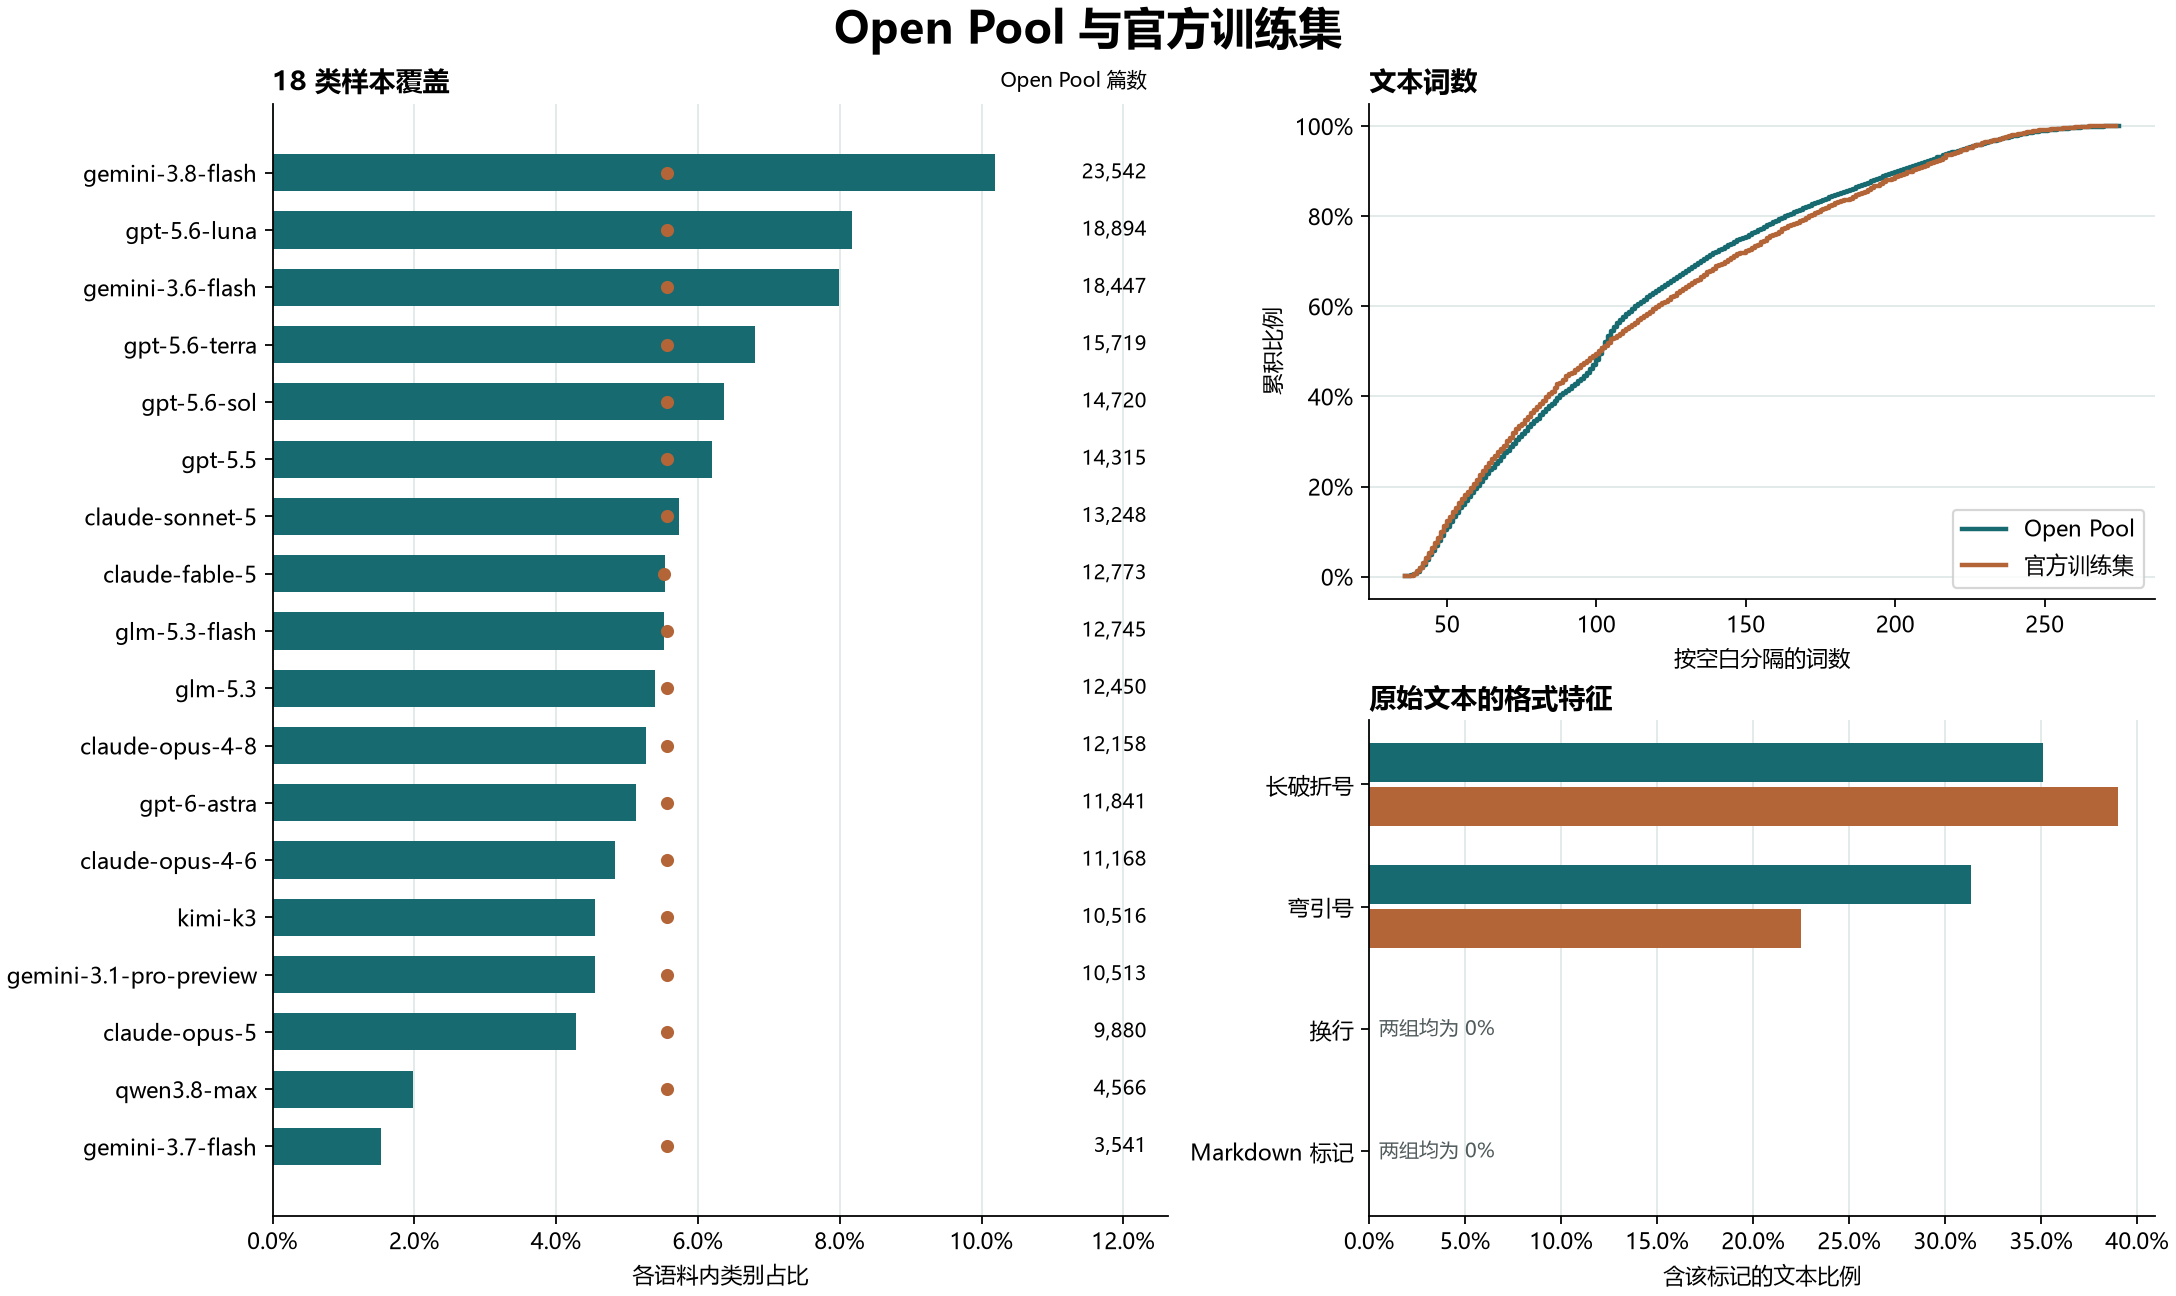 Open Pool 与官方训练集
18 类样本覆盖
Open Pool 篇数
gemini-3.8-flash 23,542
gpt-5.6-luna 18,894
gemini-3.6-flash 18,447
gpt-5.6-terra 15,719
gpt-5.6-sol 14,720
gpt-5.5 14,315
claude-sonnet-5 13,248
claude-fable-5 12,773
glm-5.3-flash 12,745
glm-5.3 12,450
claude-opus-4-8 12,158
gpt-6-astra 11,841
claude-opus-4-6 11,168
kimi-k3 10,516
gemini-3.1-pro-preview 10,513
claude-opus-5 9,880
qwen3.8-max 4,566
gemini-3.7-flash 3,541
0.0% 2.0% 4.0% 6.0% 8.0% 10.0% 12.0%
各语料内类别占比
文本词数
累积比例
100%
80%
60%
40%
20%
0%
Open Pool
官方训练集
50 100 150 200 250
按空白分隔的词数
原始文本的格式特征
长破折号
弯引号
换行 两组均为 0%
Markdown 标记 两组均为 0%
0.0% 5.0% 10.0% 15.0% 20.0% 25.0% 30.0% 35.0% 40.0%
含该标记的文本比例